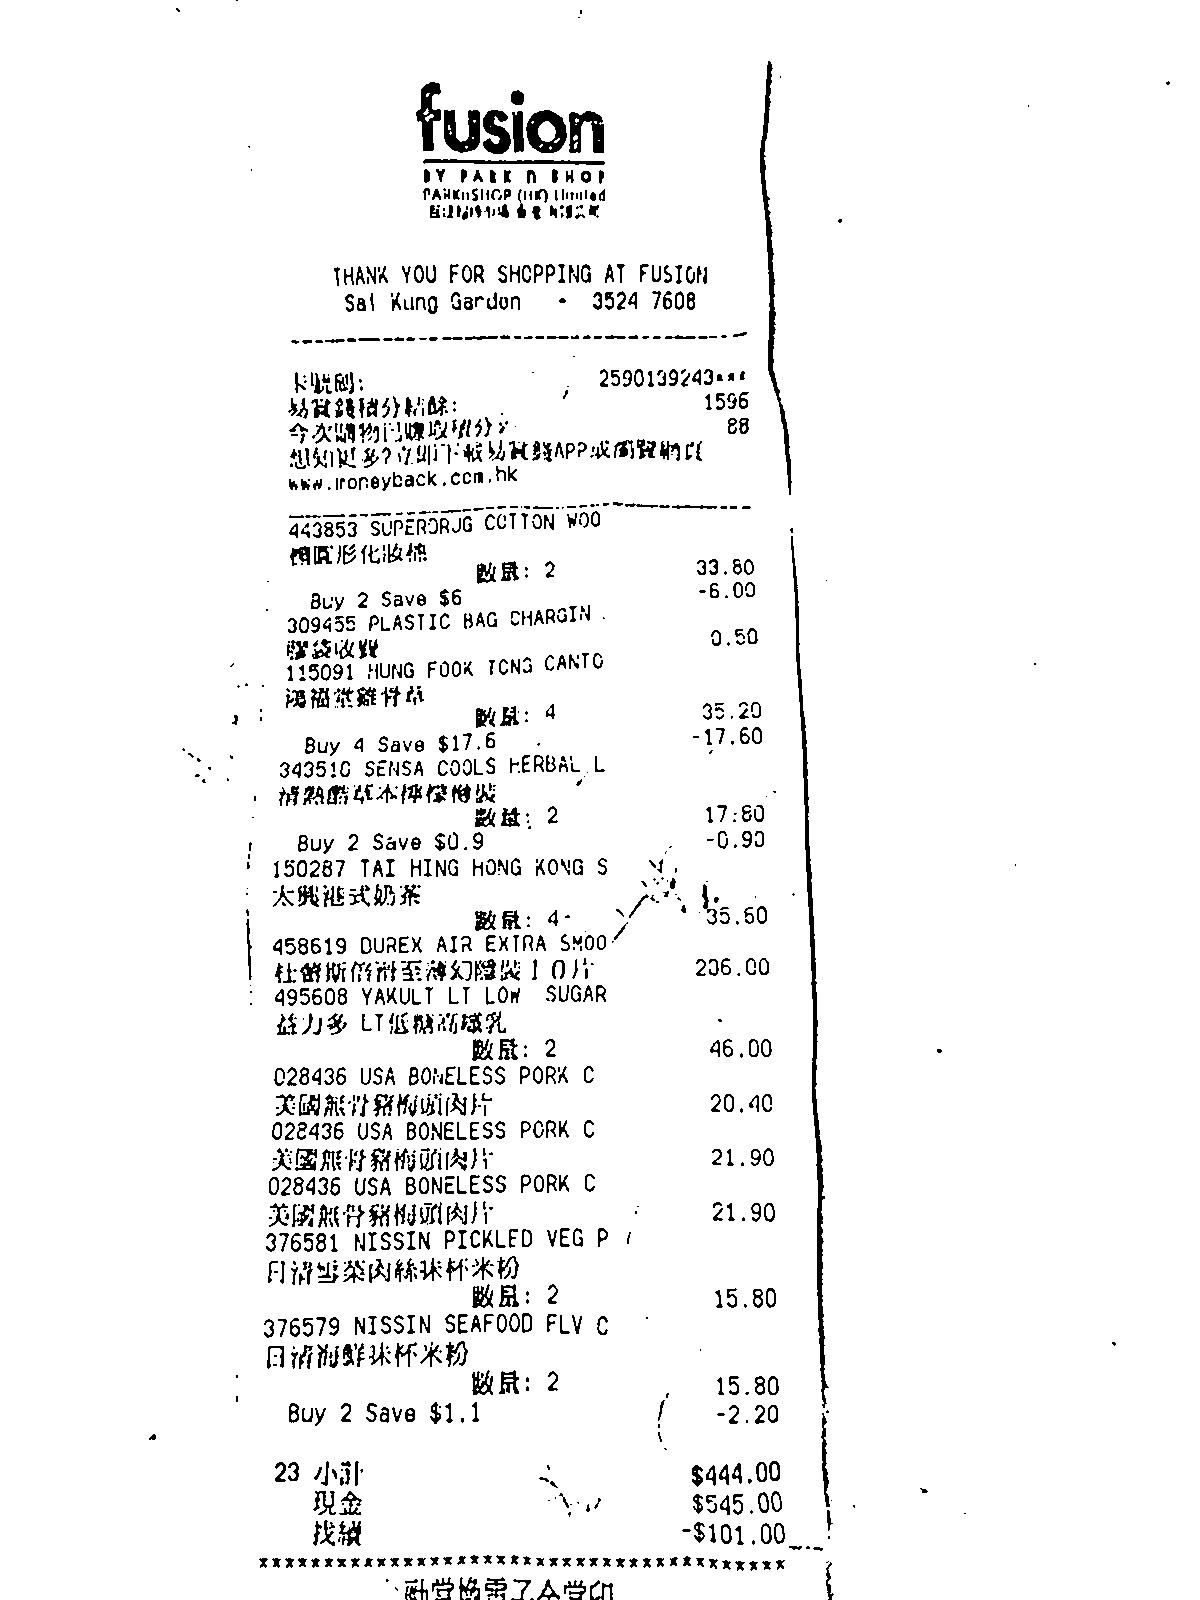 fusion
BY PARK n SHOP
PARKnSHOP (HK) Limited
THANK YOU FOR SHOPPING AT FUSION
Sai Kung Garden • 3524 7608
卡號碼: 2590139243***
易賞錢積分結餘: 1596
今次購物已賺取積分: 88
想知更多?立即下載易賞錢APP或瀏覽網頁
www.moneyback.com.hk
443853 SUPERDRUG COTTON WOO
橢圓形化妝棉
數量: 2 33.80
Buy 2 Save $6 -6.00
309455 PLASTIC BAG CHARGIN
膠袋收費 0.50
115091 HUNG FOOK TONG CANTO
鴻福堂雞骨草
數量: 4 35.20
Buy 4 Save $17.6 -17.60
343510 SENSA COOLS HERBAL L
清熱酷草本檸檬樽裝
數量: 2 17.80
Buy 2 Save $0.9 -0.90
150287 TAI HING HONG KONG S
太興港式奶茶
數量: 4 35.60
458619 DUREX AIR EXTRA SMOO
杜蕾斯倍滑至薄幻隱裝10片 206.00
495608 YAKULT LT LOW SUGAR
益力多 LT低糖高纖乳
數量: 2 46.00
028436 USA BONELESS PORK C
美國無骨豬梅頭肉片 20.40
028436 USA BONELESS PORK C
美國無骨豬梅頭肉片 21.90
028436 USA BONELESS PORK C
美國無骨豬梅頭肉片 21.90
376581 NISSIN PICKLED VEG P
日清雪菜肉絲味杯米粉
數量: 2 15.80
376579 NISSIN SEAFOOD FLV C
日清海鮮味杯米粉
數量: 2 15.80
Buy 2 Save $1.1 -2.20
23 小計 $444.00
現金 $545.00
找續 -$101.00
****************************************